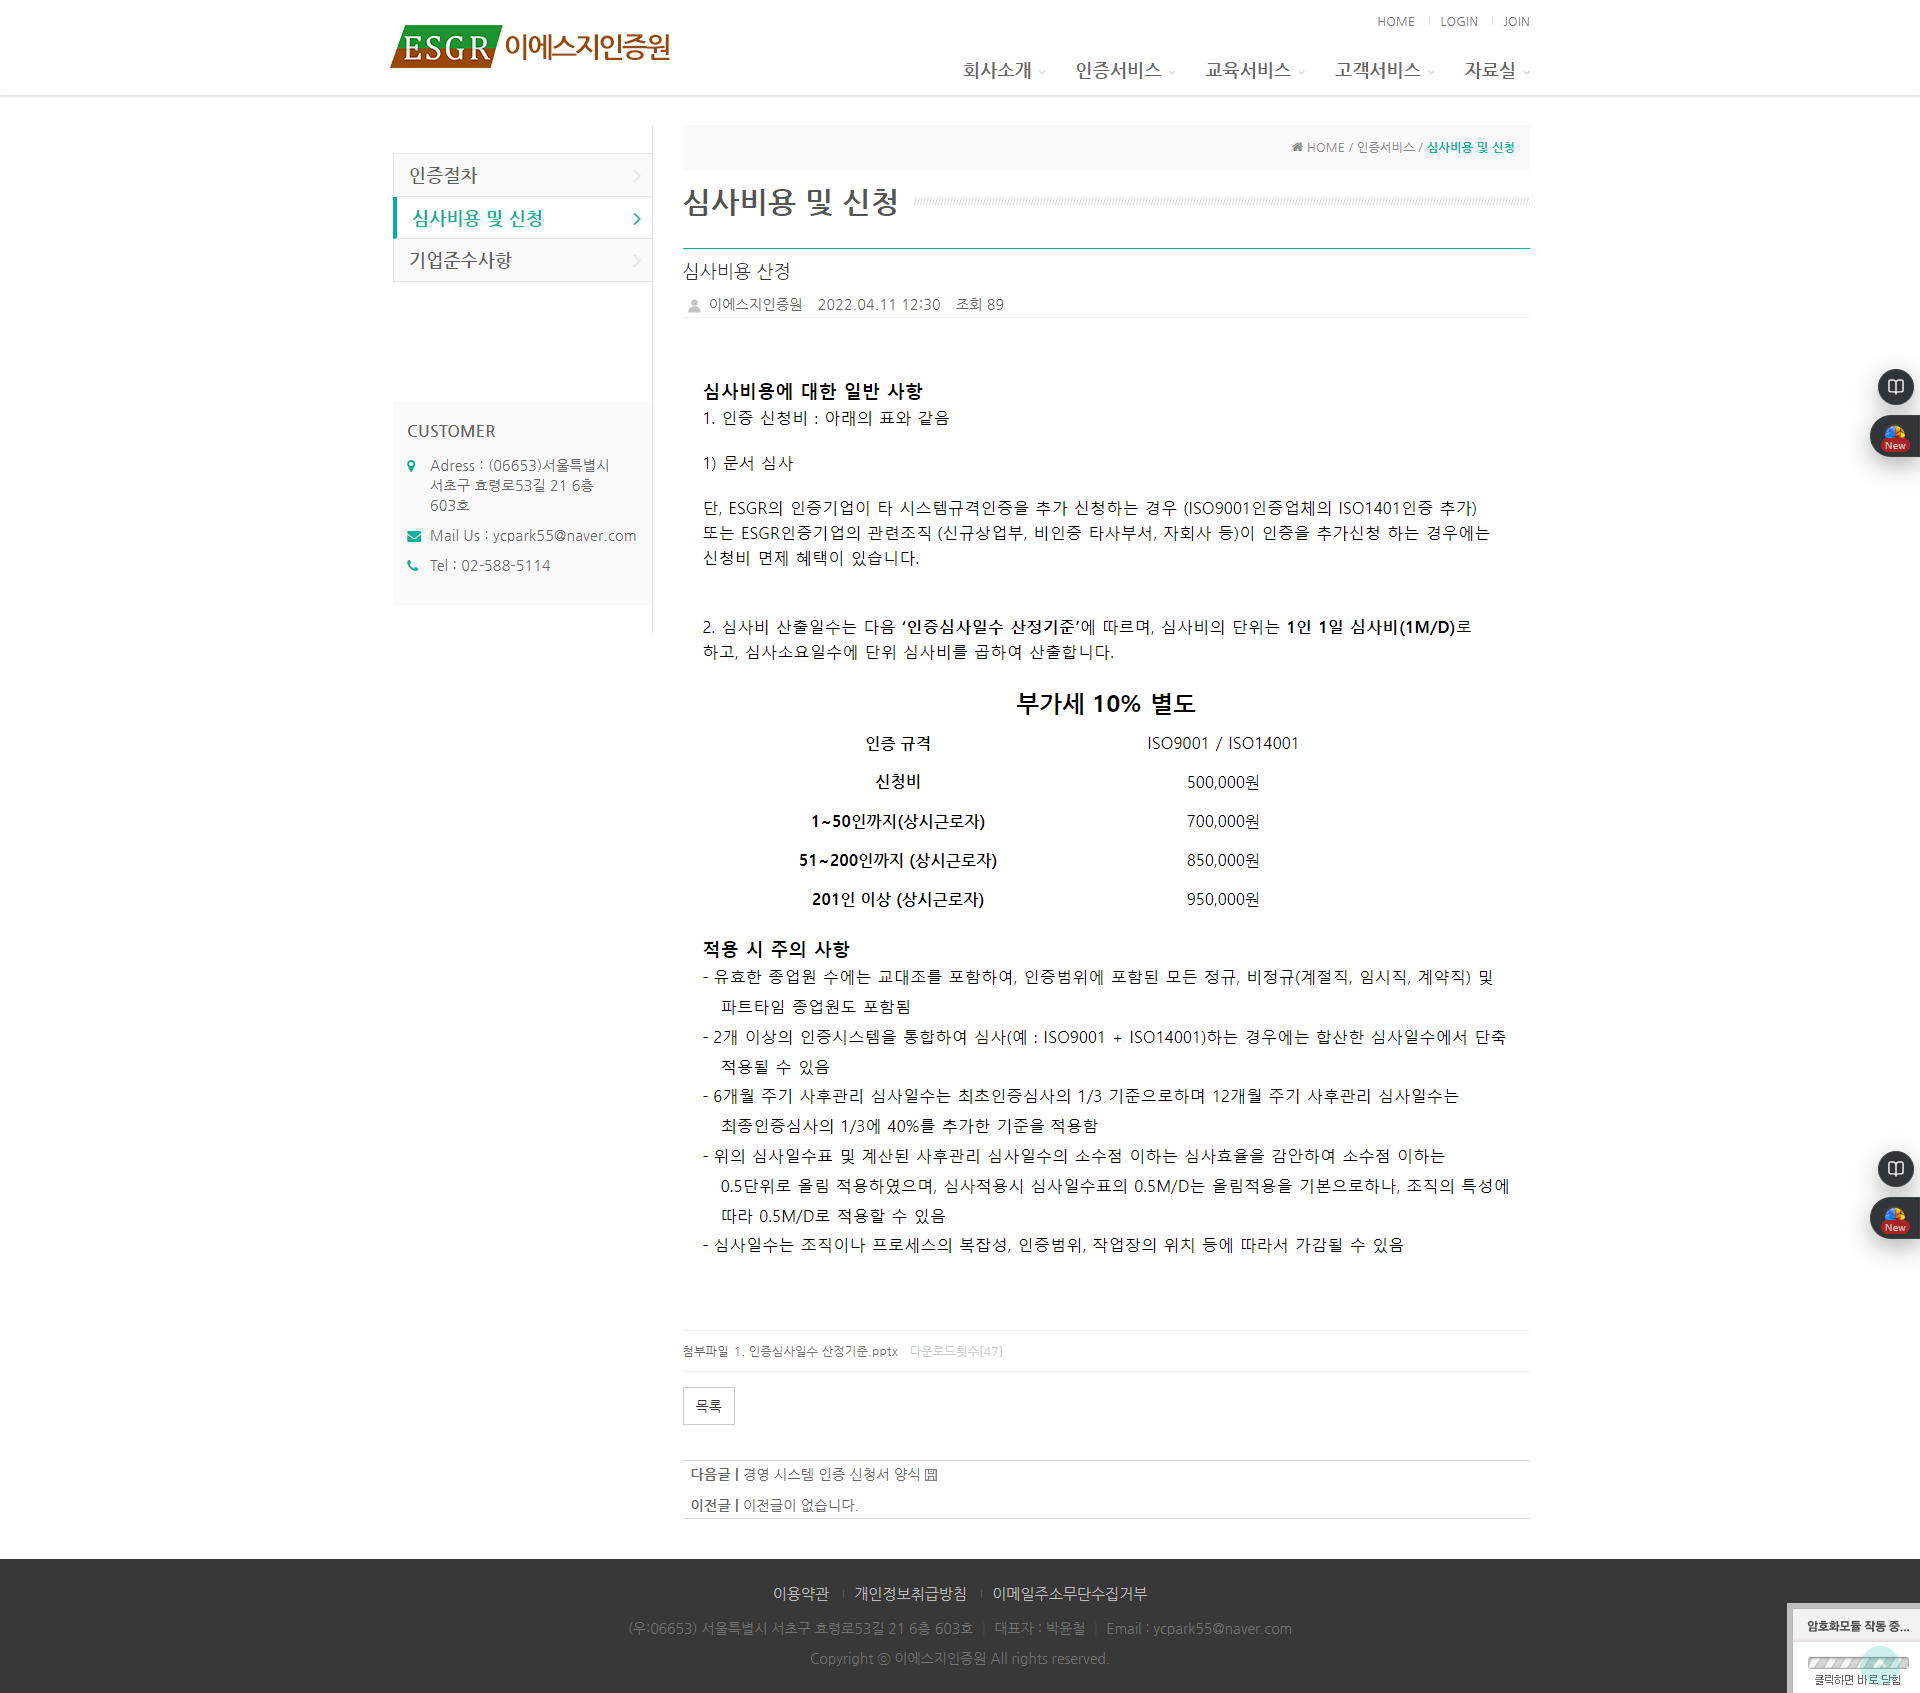 HOME LOGIN JOIN
ESGR 이에스지인증원
회사소개 인증서비스 교육서비스 고객서비스 자료실
HOME / 인증서비스 / 심사비용 및 신청
인증절차
심사비용 및 신청
기업준수사항
CUSTOMER
Adress : (06653)서울특별시
서초구 효령로53길 21 6층
603호
Mail Us : ycpark55@naver.com
Tel : 02-588-5114
심사비용 및 신청
심사비용 산정
이에스지인증원 2022.04.11 12:30 조회 89
심사비용에 대한 일반 사항
1. 인증 신청비 : 아래의 표와 같음
1) 문서 심사
단, ESGR의 인증기업이 타 시스템규격인증을 추가 신청하는 경우 (ISO9001인증업체의 ISO1401인증 추가)
또는 ESGR인증기업의 관련조직 (신규상업부, 비인증 타사부서, 자회사 등)이 인증을 추가신청 하는 경우에는
신청비 면제 혜택이 있습니다.
2. 심사비 산출일수는 다음 ‘인증심사일수 산정기준’에 따르며, 심사비의 단위는 1인 1일 심사비(1M/D)로
하고, 심사소요일수에 단위 심사비를 곱하여 산출합니다.
부가세 10% 별도
인증 규격 ISO9001 / ISO14001
신청비 500,000원
1~50인까지(상시근로자) 700,000원
51~200인까지 (상시근로자) 850,000원
201인 이상 (상시근로자) 950,000원
적용 시 주의 사항
- 유효한 종업원 수에는 교대조를 포함하여, 인증범위에 포함된 모든 정규, 비정규(계절직, 임시직, 계약직) 및
파트타임 종업원도 포함됨
- 2개 이상의 인증시스템을 통합하여 심사(예 : ISO9001 + ISO14001)하는 경우에는 합산한 심사일수에서 단축
적용될 수 있음
- 6개월 주기 사후관리 심사일수는 최초인증심사의 1/3 기준으로하며 12개월 주기 사후관리 심사일수는
최종인증심사의 1/3에 40%를 추가한 기준을 적용함
- 위의 심사일수표 및 계산된 사후관리 심사일수의 소수점 이하는 심사효율을 감안하여 소수점 이하는
0.5단위로 올림 적용하였으며, 심사적용시 심사일수표의 0.5M/D는 올림적용을 기본으로하나, 조직의 특성에
따라 0.5M/D로 적용할 수 있음
- 심사일수는 조직이나 프로세스의 복잡성, 인증범위, 작업장의 위치 등에 따라서 가감될 수 있음
첨부파일 1. 인증심사일수 산정기준.pptx 다운로드횟수[47]
목록
다음글 | 경영 시스템 인증 신청서 양식
이전글 | 이전글이 없습니다.
New
New
이용약관 개인정보취급방침 이메일주소무단수집거부
(우:06653) 서울특별시 서초구 효령로53길 21 6층 603호 | 대표자 : 박윤철 | Email : ycpark55@naver.com
Copyright ⓒ 이에스지인증원 All rights reserved.
암호화모듈 작동 중...
클릭하면 바로 닫힘